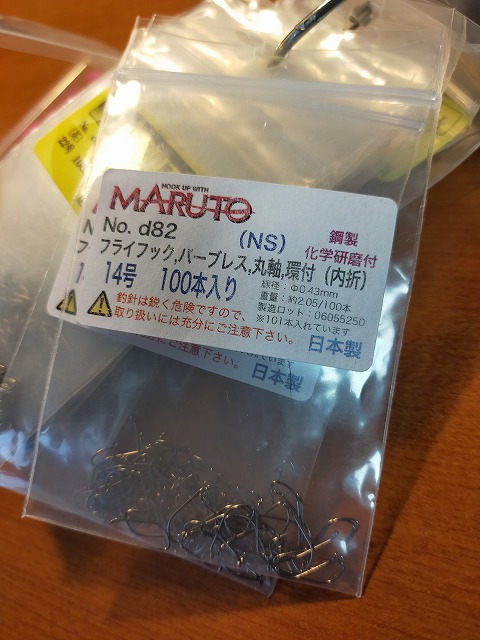 HOOK UP WITH
MARUTO
No. d82
(NS)
鋼製
化学研磨付
フライフック,バーブレス,丸軸,環付(内折)
14号 100本入り
線径:Φ0.43mm
重量:約2.05/100本
製造ロット:06055250
※101本入れています
釣針は鋭く危険ですので、
取り扱いには充分にご注意下さい。
日本製
ています
日本製